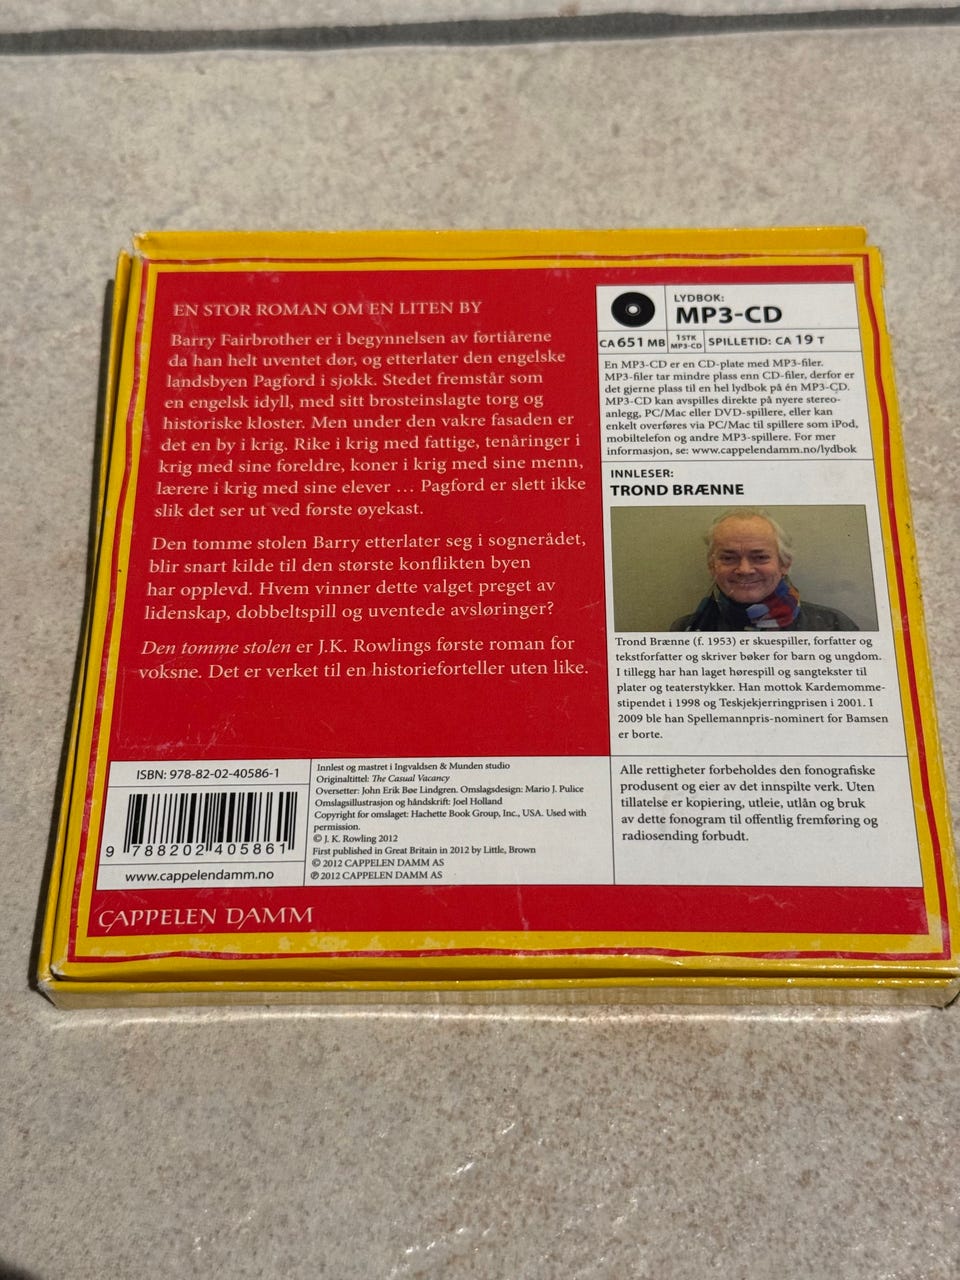 EN STOR ROMAN OM EN LITEN BY
Barry Fairbrother er i begynnelsen av førtiårene
da han helt uventet dør, og etterlater den engelske
landsbyen Pagford i sjokk. Stedet fremstår som
en engelsk idyll, med sitt brosteinslagte torg og
historiske kloster. Men under den vakre fasaden er
det en by i krig. Rike i krig med fattige, tenåringer i
krig med sine foreldre, koner i krig med sine menn,
lærere i krig med sine elever … Pagford er slett ikke
slik det ser ut ved første øyekast.
Den tomme stolen Barry etterlater seg i sognerådet,
blir snart kilde til den største konflikten byen
har opplevd. Hvem vinner dette valget preget av
lidenskap, dobbeltspill og uventede avsløringer?
Den tomme stolen er J.K. Rowlings første roman for
voksne. Det er verket til en historieforteller uten like.
LYDBOK:
MP3-CD
CA 651 MB
1 STK
MP3-CD
SPILLETID: CA 19 T
En MP3-CD er en CD-plate med MP3-filer.
MP3-filer tar mindre plass enn CD-filer, derfor er
det gjerne plass til en hel lydbok på én MP3-CD.
MP3-CD kan avspilles direkte på nyere stereo-
anlegg, PC/Mac eller DVD-spillere, eller kan
enkelt overføres via PC/Mac til spillere som iPod,
mobiltelefon og andre MP3-spillere. For mer
informasjon, se: www.cappelendamm.no/lydbok
INNLESER:
TROND BRÆNNE
Trond Brænne (f. 1953) er skuespiller, forfatter og
tekstforfatter og skriver bøker for barn og ungdom.
I tillegg har han laget hørespill og sangtekster til
plater og teaterstykker. Han mottok Kardemomme-
stipendet i 1998 og Teskjekjerringprisen i 2001. I
2009 ble han Spellemannpris-nominert for Bamsen
er borte.
ISBN: 978-82-02-40586-1
9 788202 405861
www.cappelendamm.no
Innlest og mastret i Ingvaldsen & Munden studio
Originaltittel: The Casual Vacancy
Oversetter: John Erik Bøe Lindgren. Omslagsdesign: Mario J. Pulice
Omslagsillustrasjon og håndskrift: Joel Holland
Copyright for omslaget: Hachette Book Group, Inc., USA. Used with
permission.
© J. K. Rowling 2012
First published in Great Britain in 2012 by Little, Brown
© 2012 CAPPELEN DAMM AS
℗ 2012 CAPPELEN DAMM AS
Alle rettigheter forbeholdes den fonografiske
produsent og eier av det innspilte verk. Uten
tillatelse er kopiering, utleie, utlån og bruk
av dette fonogram til offentlig fremføring og
radiosending forbudt.
CAPPELEN DAMM